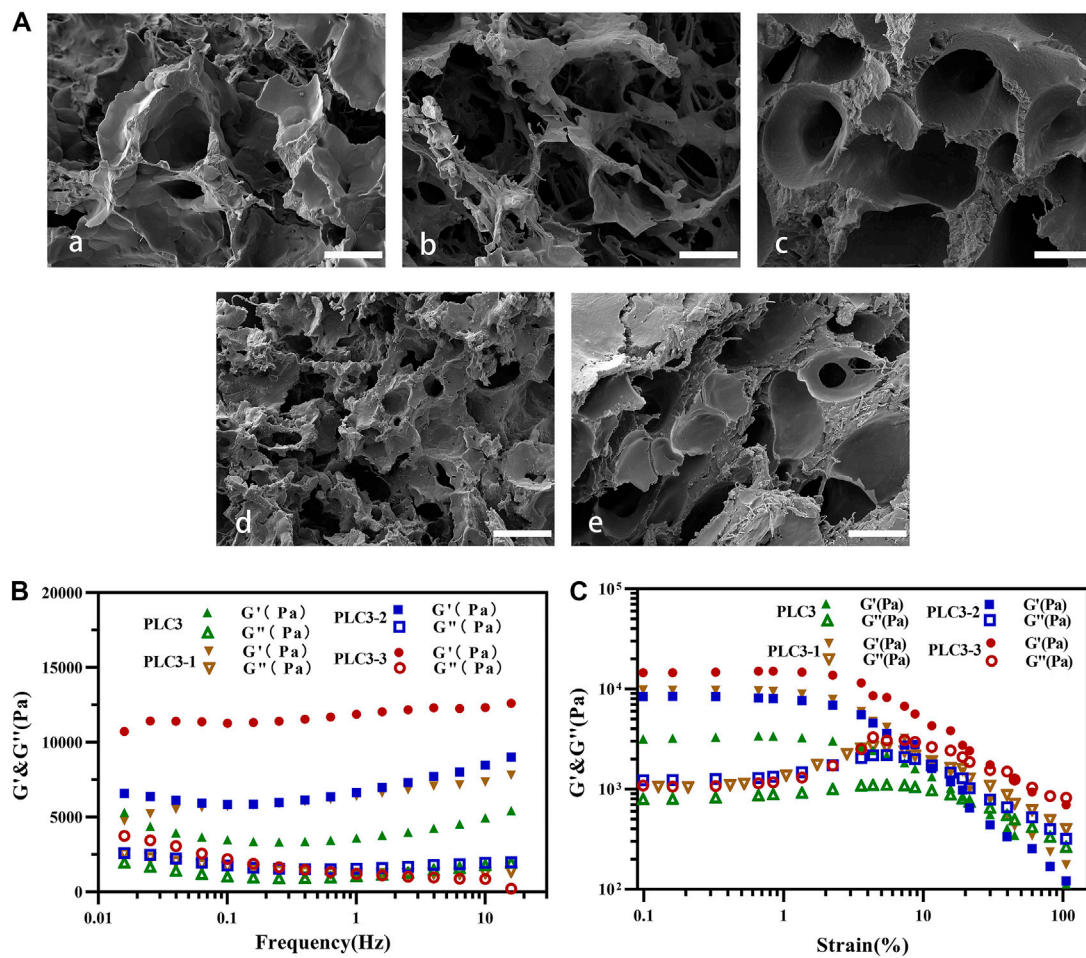 A
a
b
c
d
e
B
20000
15000
10000
5000
0
G'&G"(Pa)
PLC3
G'( Pa)
G"( Pa)
PLC3-1
G'( Pa)
G"( Pa)
PLC3-2
G'( Pa)
G"( Pa)
PLC3-3
G'( Pa)
G"( Pa)
0.01
0.1
1
10
Frequency(Hz)
C
10⁵
10⁴
10³
10²
G'&G"(Pa)
PLC3
G'(Pa)
G"(Pa)
PLC3-1
G'(Pa)
G"(Pa)
PLC3-2
G'(Pa)
G"(Pa)
PLC3-3
G'(Pa)
G"(Pa)
0.1
1
10
100
Strain(%)